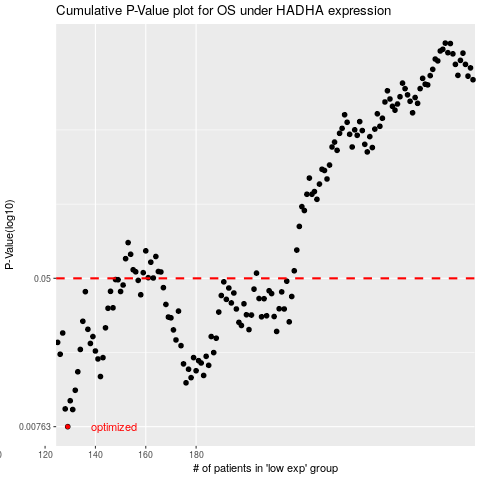 Cumulative P-Value plot for OS under HADHA expression
P-Value(log10)
0.05
0.00763
optimized
0
120
140
160
180
# of patients in 'low exp' group